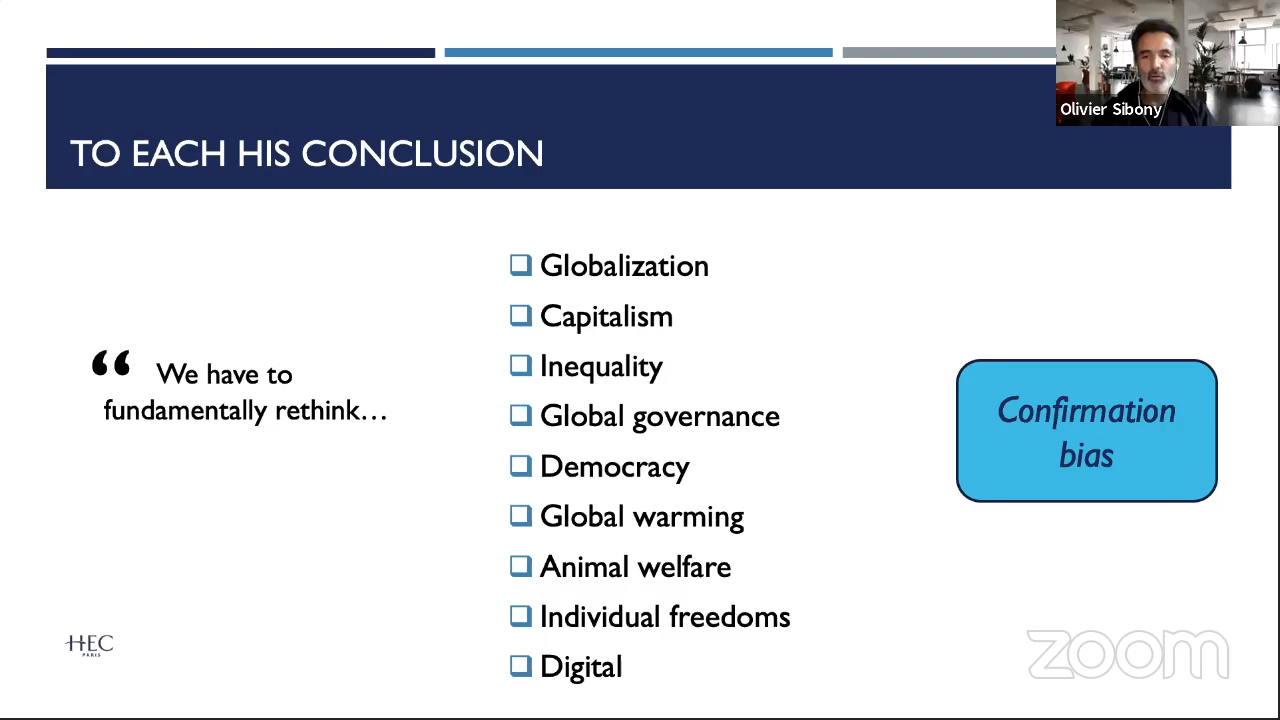 Olivier Sibony
TO EACH HIS CONCLUSION
“ We have to
fundamentally rethink…
Globalization
Capitalism
Inequality
Global governance
Democracy
Global warming
Animal welfare
Individual freedoms
Digital
Confirmation
bias
HEC
PARIS
zoom